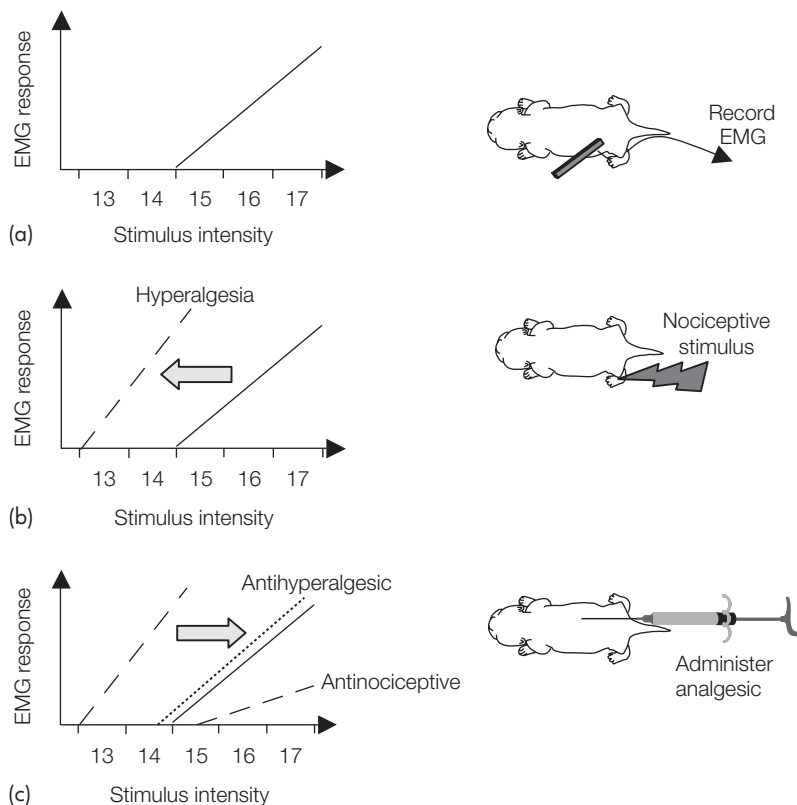 EMG response
13 14 15 16 17
Stimulus intensity
Record
EMG
(a)
Hyperalgesia
EMG response
13 14 15 16 17
Stimulus intensity
Nociceptive
stimulus
(b)
Antihyperalgesic
EMG response
Antinociceptive
13 14 15 16 17
Stimulus intensity
Administer
analgesic
(c)